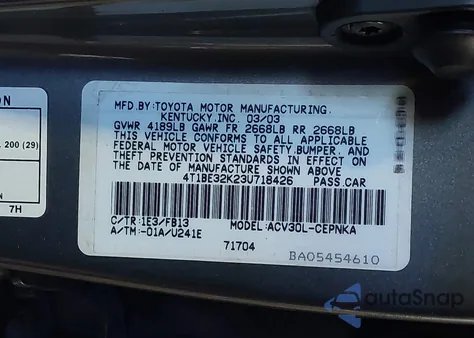 ON
200 (29)
7H
MFD.BY:TOYOTA MOTOR MANUFACTURING,
KENTUCKY,INC. 03/03
GVWR 4189LB GAWR FR 2668LB RR 2668LB
THIS VEHICLE CONFORMS TO ALL APPLICABLE
FEDERAL MOTOR VEHICLE SAFETY,BUMPER, AND
THEFT PREVENTION STANDARDS IN EFFECT ON
THE DATE OF MANUFACTURE SHOWN ABOVE
4T1BE32K23U718426 PASS.CAR
C/TR:1E3/FB13 MODEL:ACV30L-CEPNKA
A/TM:-01A/U241E
71704
BA05454610
autoSnap